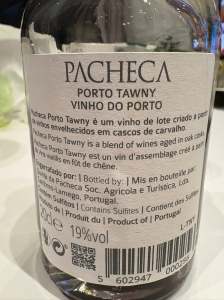 PACHECA
PORTO TAWNY
VINHO DO PORTO
Pacheca Porto Tawny é um vinho de lote criado a partir
de vinhos envelhecidos em cascos de carvalho.
Pacheca Porto Tawny is a blend of wines aged in oak casks.
Pacheca Porto Tawny est un vin d'assemblage créé à partir
de vins vieillis en fût de chêne.
Engarrafado por: | Bottled by: | Mis en bouteille par:
Quinta da Pacheca Soc. Agrícola e Turística, Lda.
Lamego, Portugal.
Sulfitos | Contains Sulfites | Contient des Sulfites
Product of | Produit du | Portugal
20cl
19%vol
L-TNY
5 602947 000250